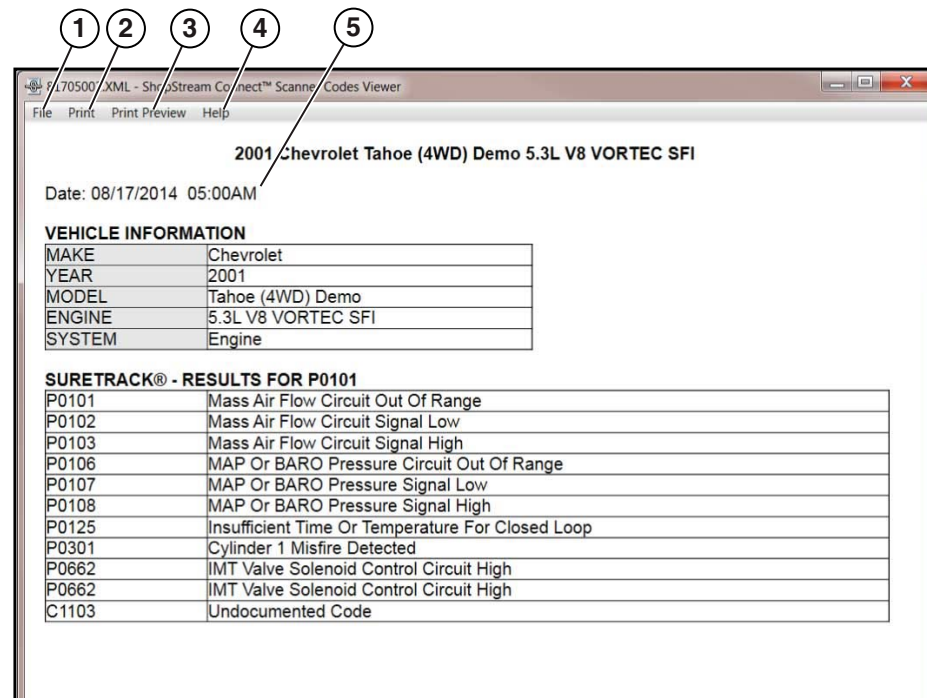 1 2 3 4 5
81705007.XML - ShopStream Connect™ Scanner Codes Viewer
File Print Print Preview Help
2001 Chevrolet Tahoe (4WD) Demo 5.3L V8 VORTEC SFI
Date: 08/17/2014 05:00AM
VEHICLE INFORMATION
MAKE Chevrolet
YEAR 2001
MODEL Tahoe (4WD) Demo
ENGINE 5.3L V8 VORTEC SFI
SYSTEM Engine
SURETRACK® - RESULTS FOR P0101
P0101 Mass Air Flow Circuit Out Of Range
P0102 Mass Air Flow Circuit Signal Low
P0103 Mass Air Flow Circuit Signal High
P0106 MAP Or BARO Pressure Circuit Out Of Range
P0107 MAP Or BARO Pressure Signal Low
P0108 MAP Or BARO Pressure Signal High
P0125 Insufficient Time Or Temperature For Closed Loop
P0301 Cylinder 1 Misfire Detected
P0662 IMT Valve Solenoid Control Circuit High
P0662 IMT Valve Solenoid Control Circuit High
C1103 Undocumented Code